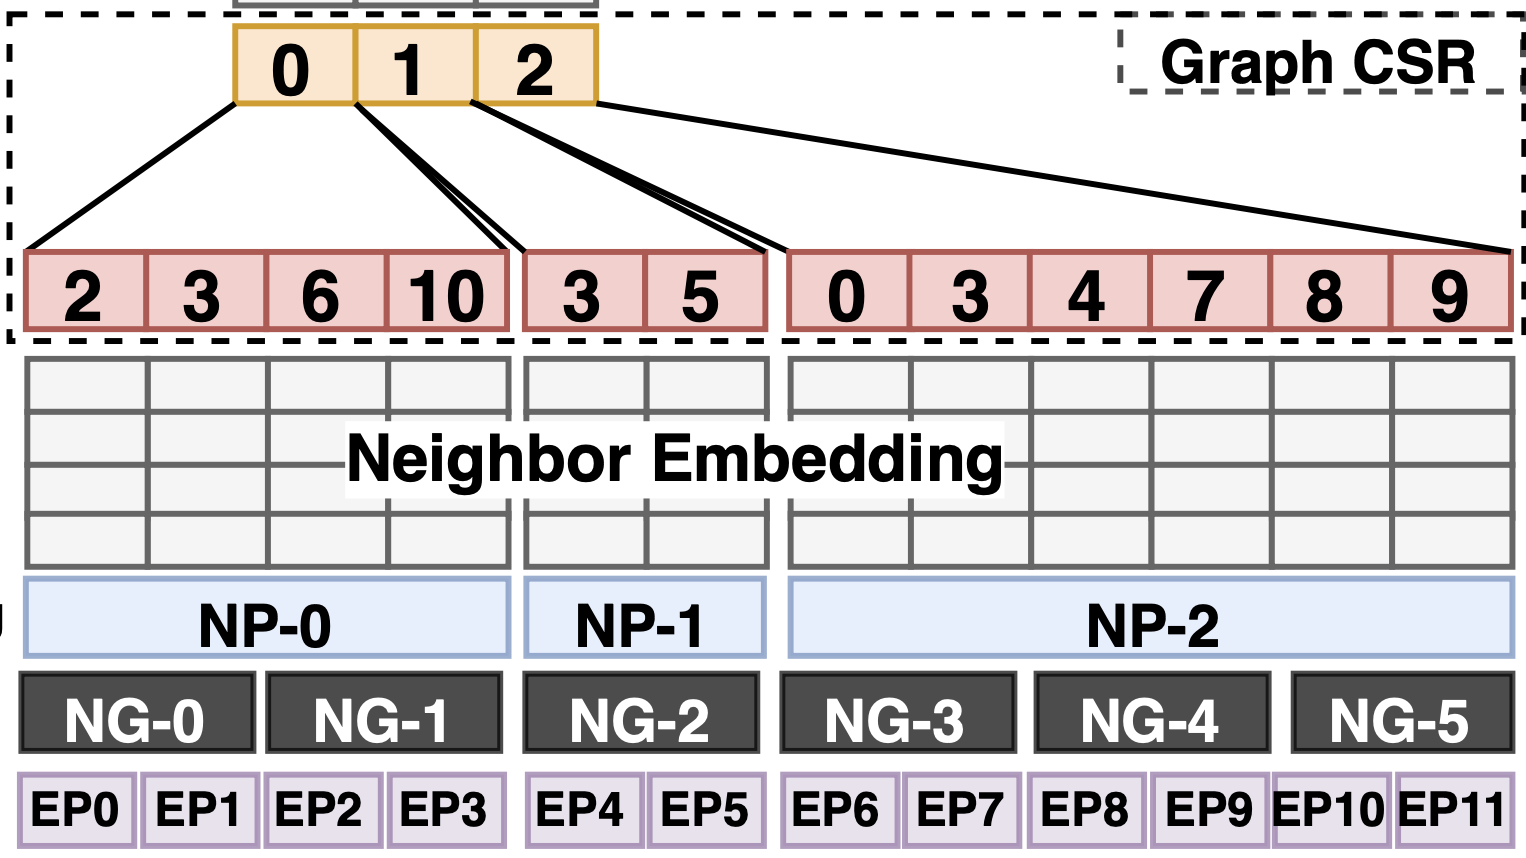 0 1 2
Graph CSR
2 3 6 10 3 5 0 3 4 7 8 9
Neighbor Embedding
NP-0 NP-1 NP-2
NG-0 NG-1 NG-2 NG-3 NG-4 NG-5
EP0 EP1 EP2 EP3 EP4 EP5 EP6 EP7 EP8 EP9 EP10 EP11